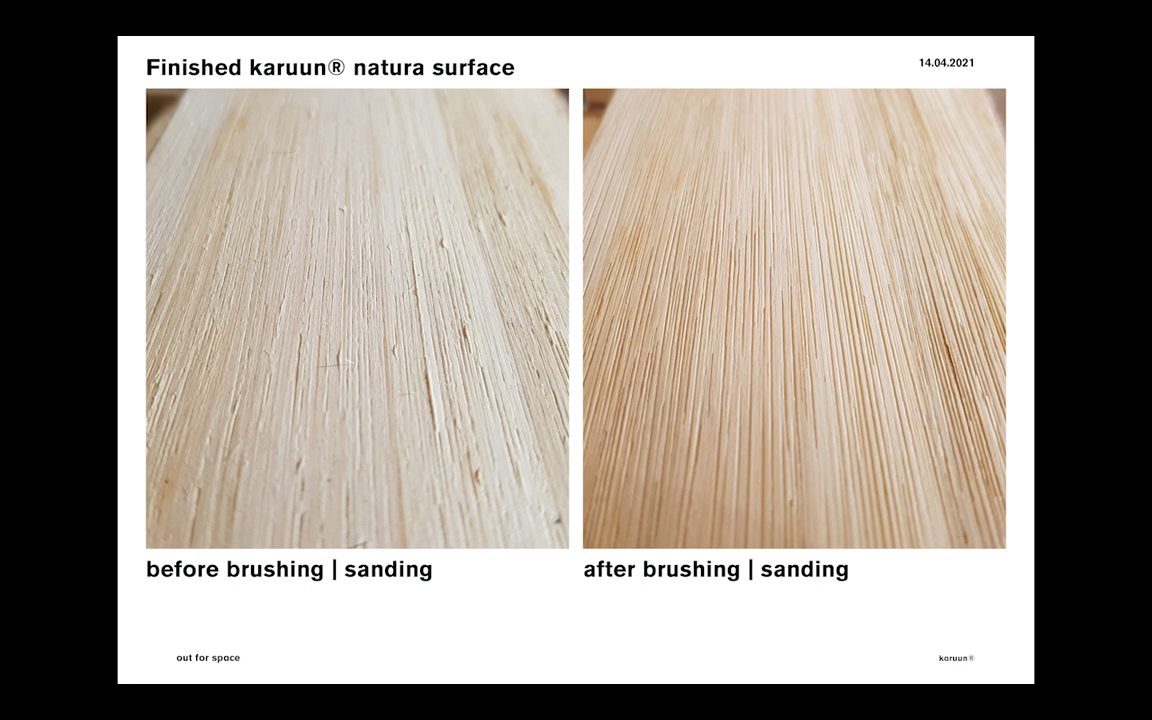 Finished karuun® natura surface
14.04.2021
before brushing | sanding
after brushing | sanding
out for space
karuun®